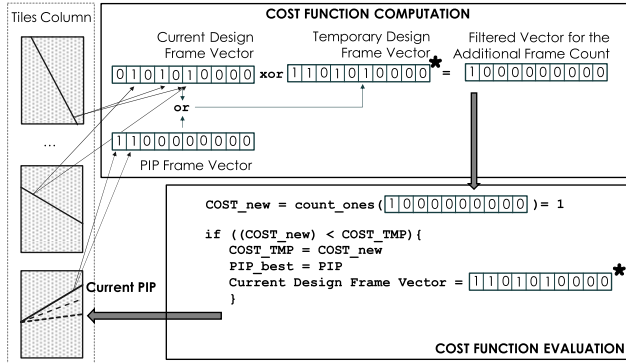 Tiles Column
COST FUNCTION COMPUTATION
Current Design
Frame Vector
Temporary Design
Frame Vector
Filtered Vector for the
Additional Frame Count
0 1 0 1 0 1 0 0 0 0 xor 1 1 0 1 0 1 0 0 0 0 * = 1 0 0 0 0 0 0 0 0 0
or
...
1 1 0 0 0 0 0 0 0 0
PIP Frame Vector
COST_new = count_ones( 1 0 0 0 0 0 0 0 0 0 )= 1
if ((COST_new) < COST_TMP){
COST_TMP = COST_new
PIP_best = PIP
Current Design Frame Vector = 1 1 0 1 0 1 0 0 0 0 *
}
Current PIP
COST FUNCTION EVALUATION